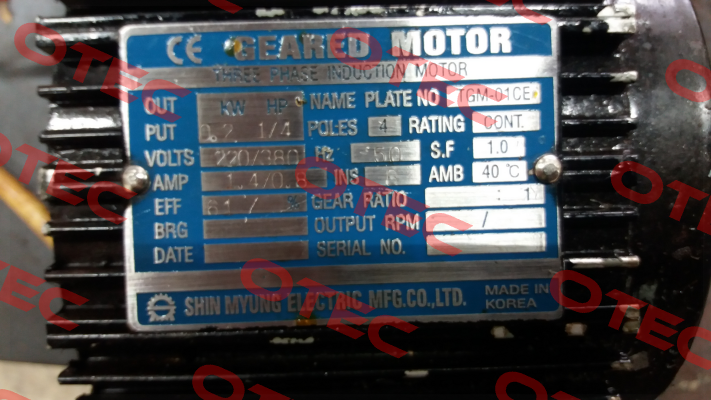 CE GEARED MOTOR
THREE PHASE INDUCTION MOTOR
OUT KW HP NAME PLATE NO TGM-01CE
PUT 0.2 1/4 POLES 4 RATING CONT.
VOLTS 220/380 Hz 60 S.F 1.0
AMP 1.4/0.8 INS AMB 40℃
EFF 61 / % GEAR RATIO : 1
BRG OUTPUT RPM /
DATE SERIAL NO.
SHIN MYUNG ELECTRIC MFG.CO.,LTD. MADE IN KOREA
OTEC